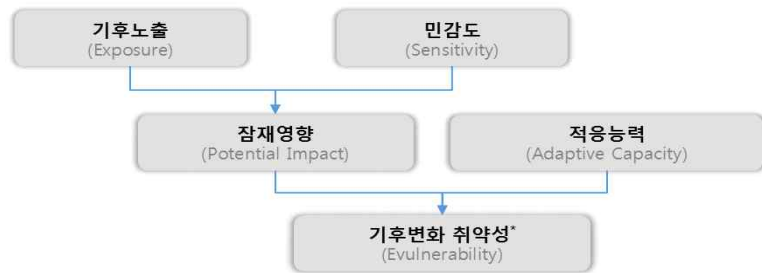 기후노출
(Exposure)
민감도
(Sensitivity)
잠재영향
(Potential Impact)
적응능력
(Adaptive Capacity)
기후변화 취약성*
(Evulnerability)